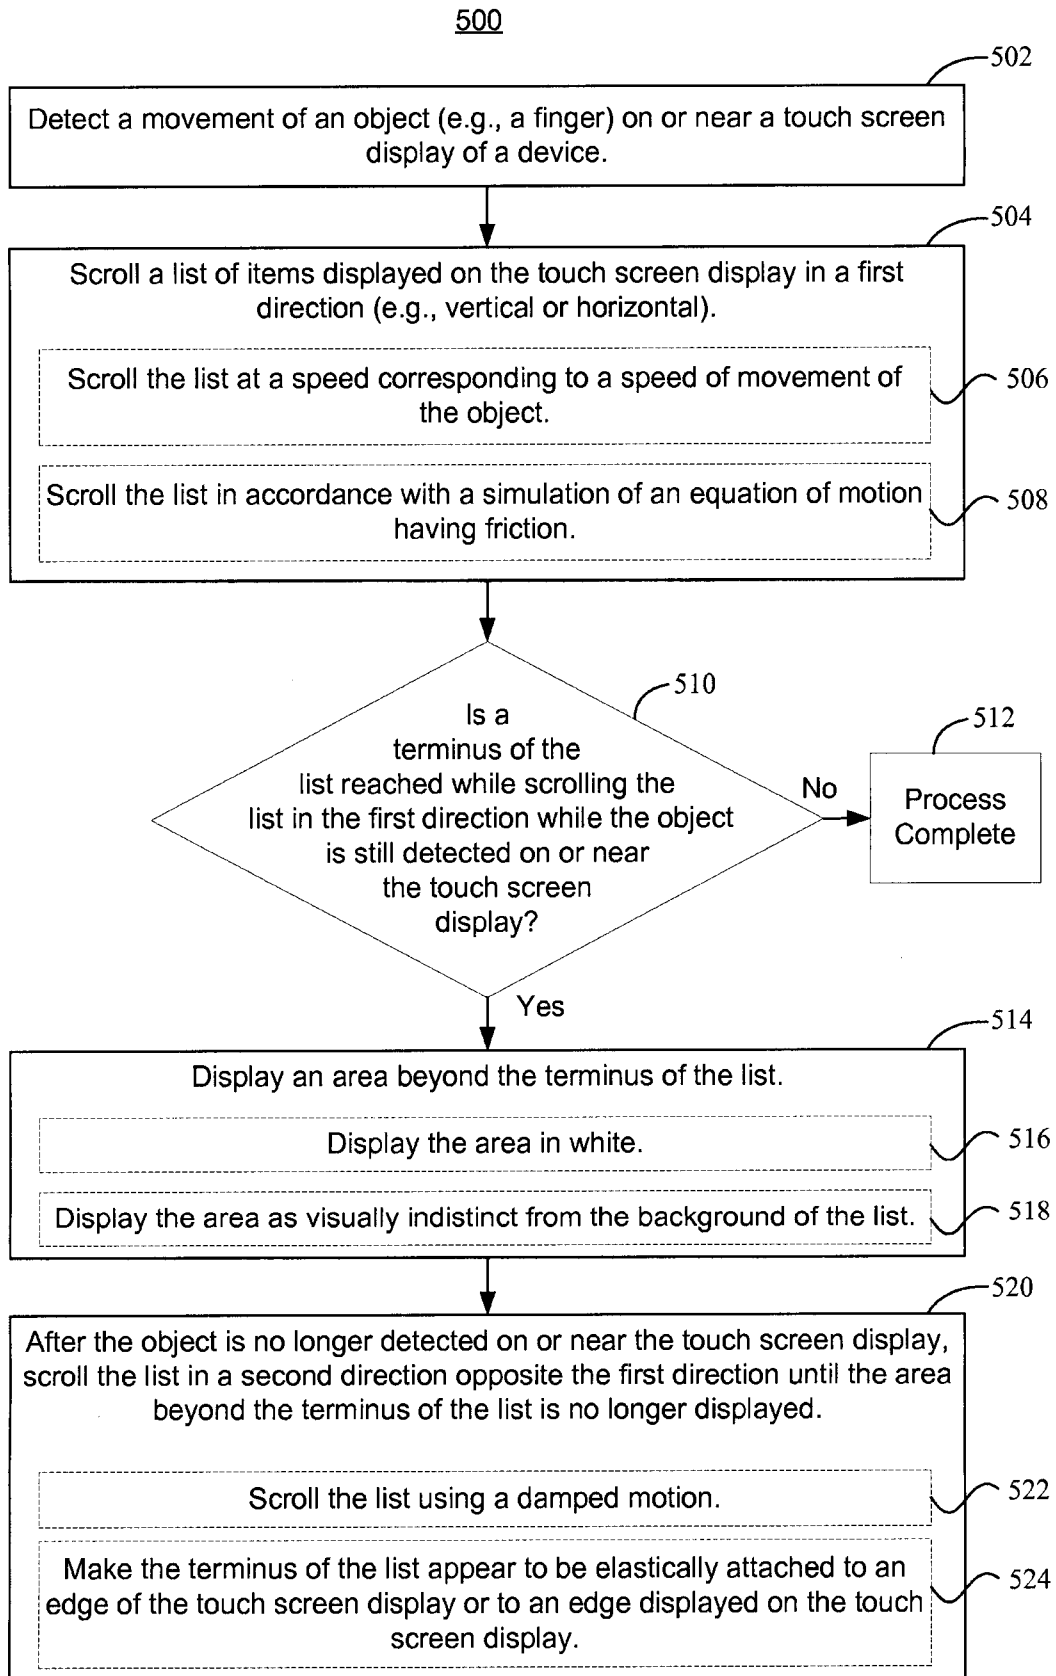 500
502
Detect a movement of an object (e.g., a finger) on or near a touch screen
display of a device.
504
Scroll a list of items displayed on the touch screen display in a first
direction (e.g., vertical or horizontal).
Scroll the list at a speed corresponding to a speed of movement of
the object.
506
Scroll the list in accordance with a simulation of an equation of motion
having friction.
508
510
Is a
terminus of the
list reached while scrolling the
list in the first direction while the object
is still detected on or near
the touch screen
display?
No
512
Process
Complete
Yes
514
Display an area beyond the terminus of the list.
Display the area in white.
516
Display the area as visually indistinct from the background of the list.
518
520
After the object is no longer detected on or near the touch screen display,
scroll the list in a second direction opposite the first direction until the area
beyond the terminus of the list is no longer displayed.
Scroll the list using a damped motion.
522
Make the terminus of the list appear to be elastically attached to an
edge of the touch screen display or to an edge displayed on the touch
screen display.
524